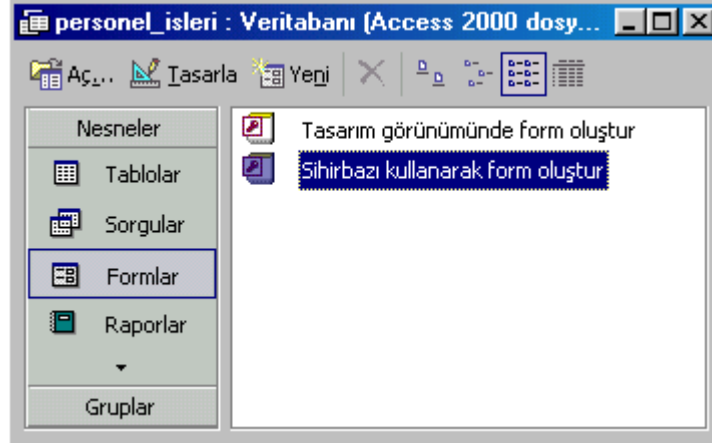 personel_isleri : Veritabanı (Access 2000 dosy...
Aç... Tasarla Yeni
Nesneler
Tablolar
Sorgular
Formlar
Raporlar
Gruplar
Tasarım görünümünde form oluştur
Sihirbazı kullanarak form oluştur